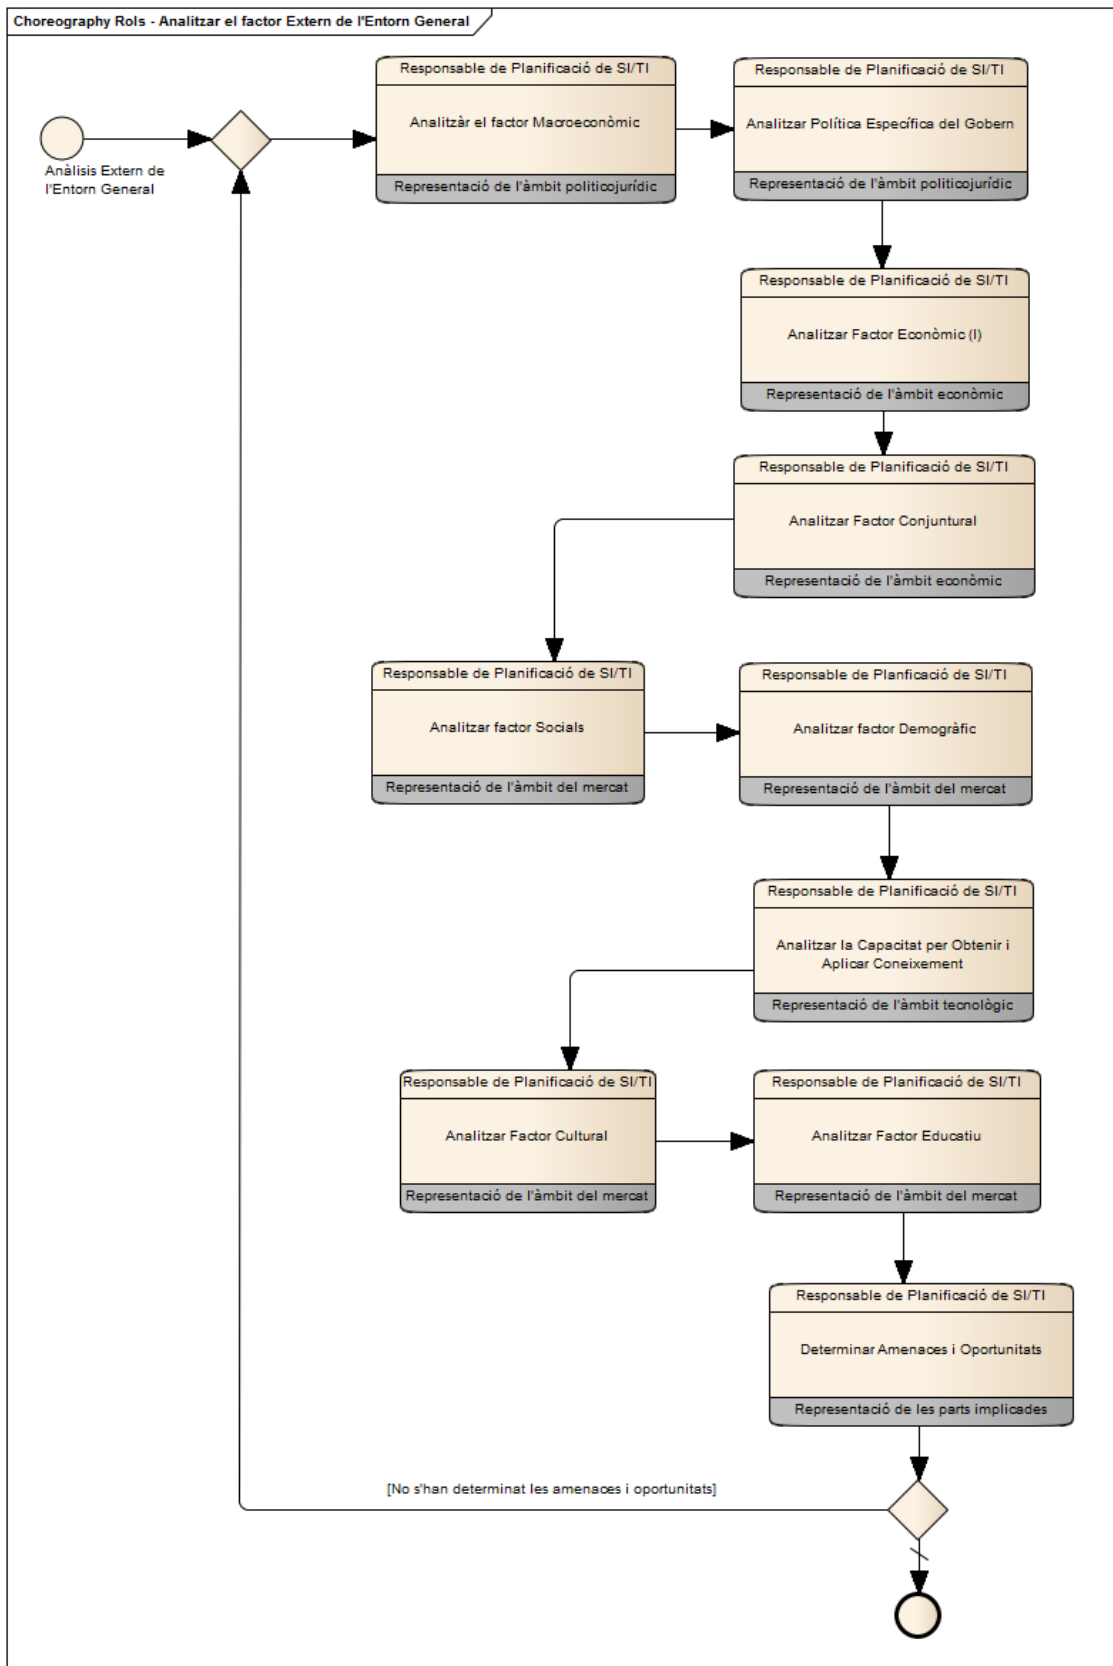 Choreography Rols - Analitzar el factor Extern de l'Entorn General
Anàlisis Extern de
l'Entorn General
Responsable de Planificació de SI/TI
Analitzàr el factor Macroeconòmic
Representació de l'àmbit politicojurídic
Responsable de Planificació de SI/TI
Analitzar Política Específica del Gobern
Representació de l'àmbit politicojurídic
Responsable de Planificació de SI/TI
Analitzar Factor Econòmic (I)
Representació de l'àmbit econòmic
Responsable de Planificació de SI/TI
Analitzar Factor Conjuntural
Representació de l'àmbit econòmic
Responsable de Planificació de SI/TI
Analitzar factor Socials
Representació de l'àmbit del mercat
Responsable de Planficació de SI/TI
Analitzar factor Demogràfic
Representació de l'àmbit del mercat
Responsable de Planificació de SI/TI
Analitzar la Capacitat per Obtenir i
Aplicar Coneixement
Representació de l'àmbit tecnològic
Responsable de Planificació de SI/TI
Analitzar Factor Cultural
Representació de l'àmbit del mercat
Responsable de Planificació de SI/TI
Analitzar Factor Educatiu
Representació de l'àmbit del mercat
Responsable de Planificació de SI/TI
Determinar Amenaces i Oportunitats
Representació de les parts implicades
[No s'han determinat les amenaces i oportunitats]